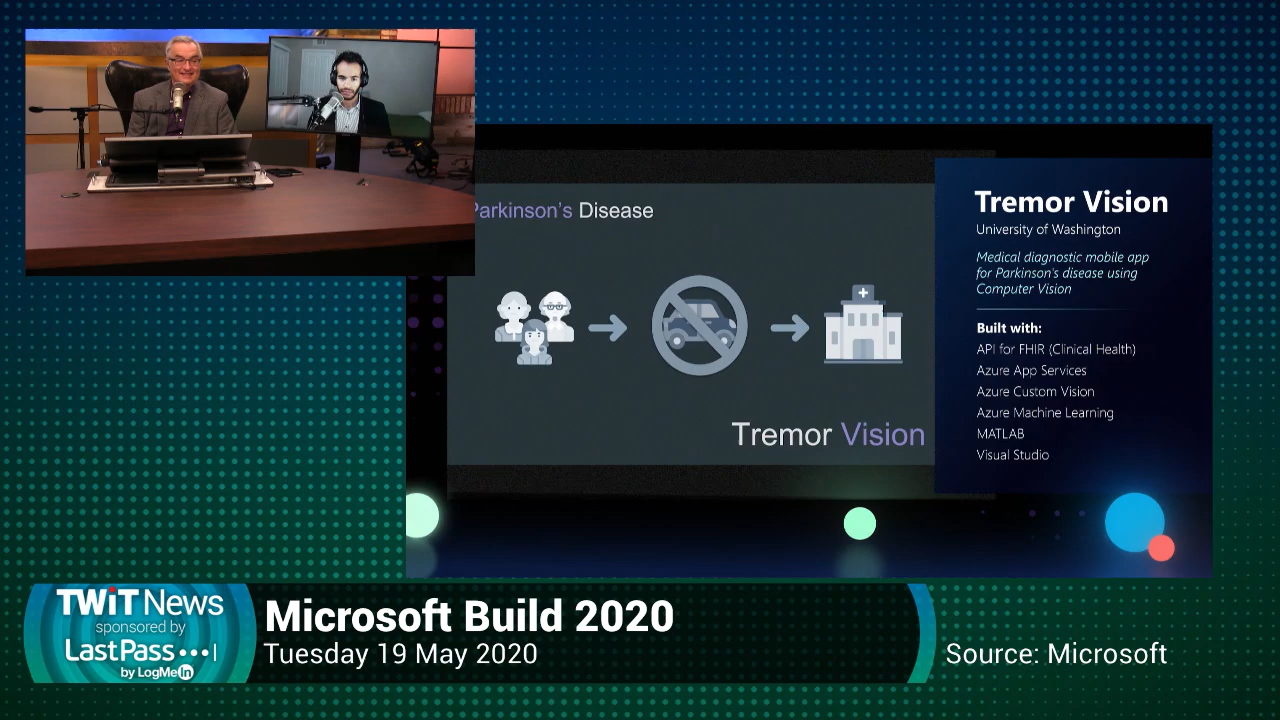 Parkinson's Disease
Tremor Vision
Tremor Vision
University of Washington
Medical diagnostic mobile app
for Parkinson's disease using
Computer Vision
Built with:
API for FHIR (Clinical Health)
Azure App Services
Azure Custom Vision
Azure Machine Learning
MATLAB
Visual Studio
TWiT News
sponsored by
LastPass •••|
by LogMeIn
Microsoft Build 2020
Tuesday 19 May 2020
Source: Microsoft